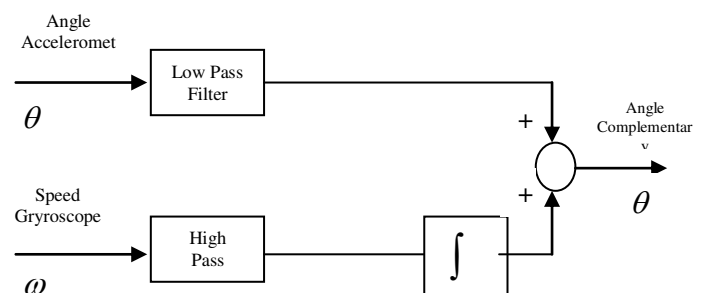 Angle
Acceleromet
Low Pass
Filter
θ
+
Angle
Complementar
y
θ
Speed
Gryroscope
+
High
Pass
∫
ω